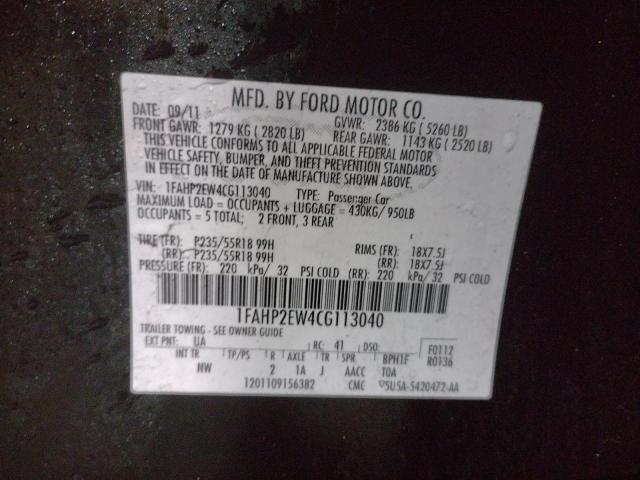 MFD. BY FORD MOTOR CO.
DATE: 09/11 GVWR: 2386 KG ( 5260 LB)
FRONT GAWR: 1279 KG ( 2820 LB) REAR GAWR: 1143 KG ( 2520 LB)
THIS VEHICLE CONFORMS TO ALL APPLICABLE FEDERAL MOTOR
VEHICLE SAFETY, BUMPER, AND THEFT PREVENTION STANDARDS
IN EFFECT ON THE DATE OF MANUFACTURE SHOWN ABOVE.
VIN: 1FAHP2EW4CG113040 TYPE: Passenger Car
MAXIMUM LOAD = OCCUPANTS + LUGGAGE = 430KG/ 950LB
OCCUPANTS = 5 TOTAL; 2 FRONT, 3 REAR
TIRE (FR): P235/55R18 99H RIMS (FR): 18X7.5J
(RR): P235/55R18 99H (RR): 18X7.5J
PRESSURE (FR): 220 kPa/ 32 PSI COLD (RR): 220 kPa/ 32 PSI COLD
1FAHP2EW4CG113040
TRAILER TOWING - SEE OWNER GUIDE
EXT PNT: UA RC: 41 DSO: F0112
INT TR TP/PS R AXLE TR SPR BPH1F R0136
NW 2 1A J AACC TOA
1201109156382 CMC 5U5A-5420472-AA